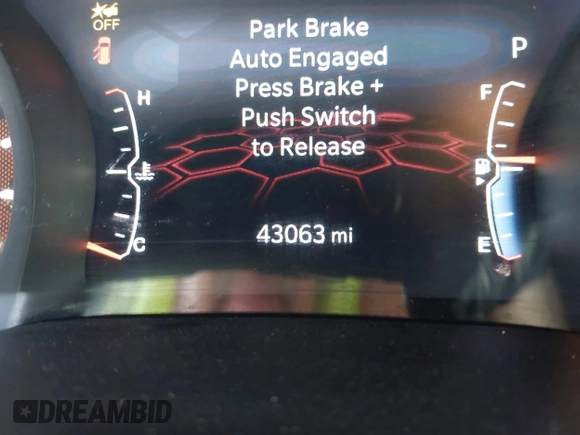 OFF
Park Brake
Auto Engaged
Press Brake +
Push Switch
to Release
P
H
F
C
E
43063 mi
DREAMBID